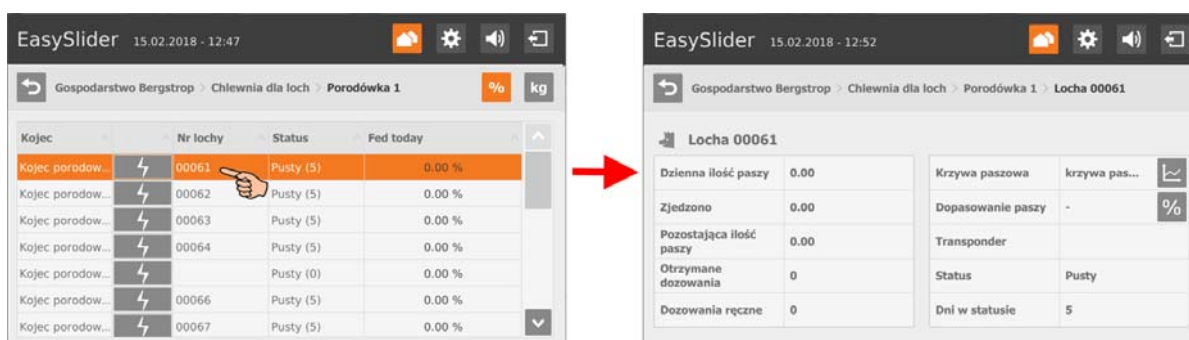 EasySlider 15.02.2018 - 12:47
Gospodarstwo Bergstrop > Chlewnia dla loch > Porodówka 1 % kg
Kojec Nr lochy Status Fed today
Kojec porodow... 00061 Pusty (5) 0.00 %
Kojec porodow... 00062 Pusty (5) 0.00 %
Kojec porodow... 00063 Pusty (5) 0.00 %
Kojec porodow... 00064 Pusty (5) 0.00 %
Kojec porodow... Pusty (0) 0.00 %
Kojec porodow... 00066 Pusty (5) 0.00 %
Kojec porodow... 00067 Pusty (5) 0.00 %
EasySlider 15.02.2018 - 12:52
Gospodarstwo Bergstrop > Chlewnia dla loch > Porodówka 1 > Locha 00061
Locha 00061
Dzienna ilość paszy 0.00
Zjedzono 0.00
Pozostająca ilość
paszy 0.00
Otrzymane
dozowania 0
Dozowania ręczne 0
Krzywa paszowa krzywa pas...
Dopasowanie paszy - %
Transponder
Status Pusty
Dni w statusie 5